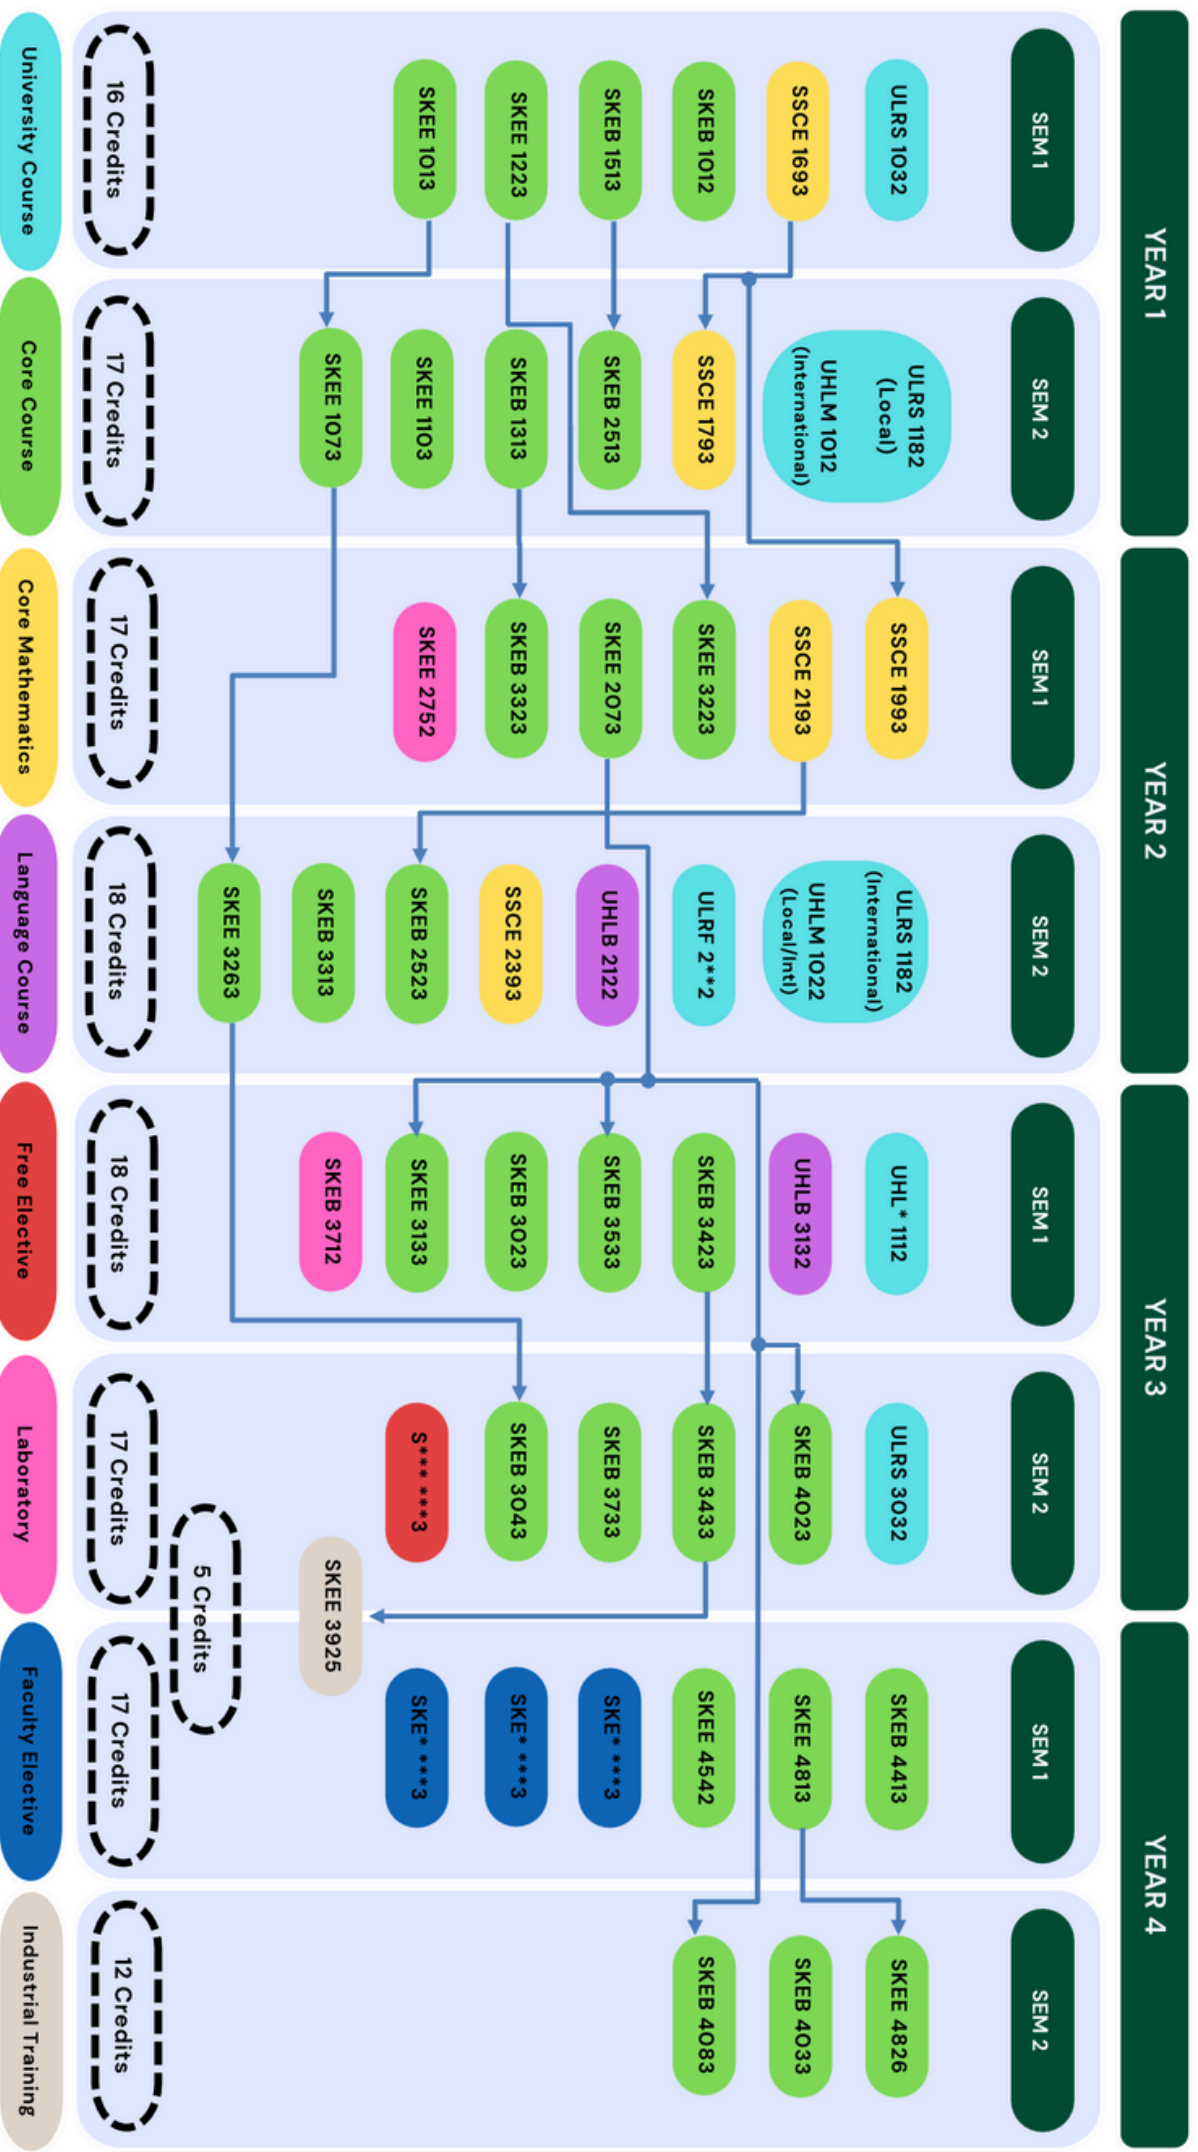 YEAR 1
YEAR 2
YEAR 3
YEAR 4
SEM 1
SEM 2
SEM 1
SEM 2
SEM 1
SEM 2
SEM 1
SEM 2
ULRS 1032
SSCE 1693
SKEB 1012
SKEB 1513
SKEE 1223
SKEE 1013
16 Credits
ULRS 1182
(Local)
UHLM 1012
(International)
SSCE 1793
SKEB 2513
SKEB 1313
SKEE 1103
SKEE 1073
17 Credits
SSCE 1993
SSCE 2193
SKEE 3223
SKEE 2073
SKEB 3323
SKEE 2752
17 Credits
ULRS 1182
(International)
UHLM 1022
(Local/Intl)
ULRF 2**2
UHLB 2122
SSCE 2393
SKEB 2523
SKEB 3313
SKEE 3263
18 Credits
UHL* 1112
UHLB 3132
SKEB 3423
SKEB 3533
SKEB 3023
SKEE 3133
SKEB 3712
18 Credits
ULRS 3032
SKEB 4023
SKEB 3433
SKEB 3733
SKEB 3043
S*** ****3
17 Credits
SKEE 3925
5 Credits
SKEB 4413
SKEE 4813
SKEE 4542
SKE* ***3
SKE* ***3
SKE* ***3
17 Credits
SKEE 4826
SKEB 4033
SKEB 4083
12 Credits
University Course
Core Course
Core Mathematics
Language Course
Free Elective
Laboratory
Faculty Elective
Industrial Training